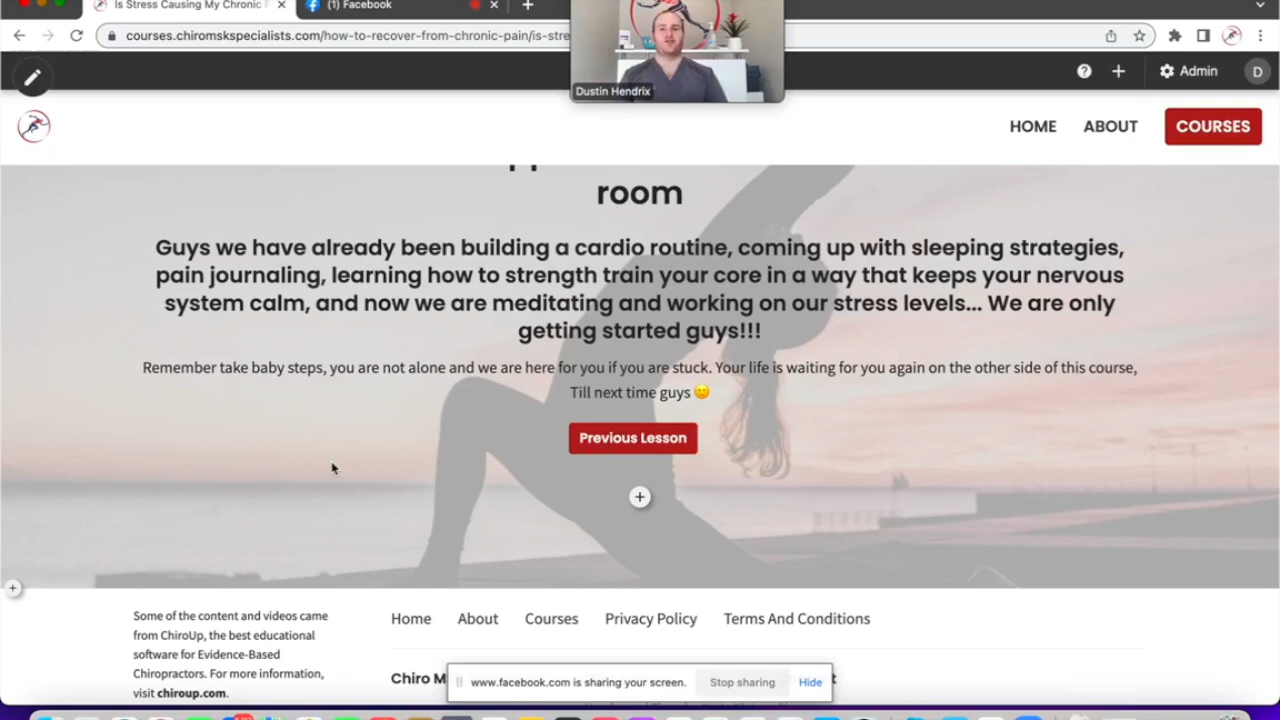 Is Stress Causing My Chronic
(1) Facebook
courses.chiromskspecialists.com/how-to-recover-from-chronic-pain/is-stre
Dustin Hendrix
Admin
D
HOME ABOUT COURSES
room
Guys we have already been building a cardio routine, coming up with sleeping strategies,
pain journaling, learning how to strength train your core in a way that keeps your nervous
system calm, and now we are meditating and working on our stress levels... We are only
getting started guys!!!
Remember take baby steps, you are not alone and we are here for you if you are stuck. Your life is waiting for you again on the other side of this course,
Till next time guys 🙂
Previous Lesson
Some of the content and videos came
from ChiroUp, the best educational
software for Evidence-Based
Chiropractors. For more information,
visit chiroup.com.
Home About Courses Privacy Policy Terms And Conditions
Chiro M
www.facebook.com is sharing your screen. Stop sharing Hide